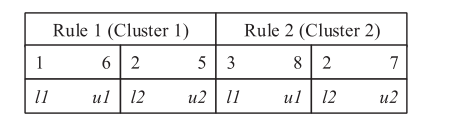 Rule 1 (Cluster 1) Rule 2 (Cluster 2)
1 6 2 5 3 8 2 7
l1 u1 l2 u2 l1 u1 l2 u2